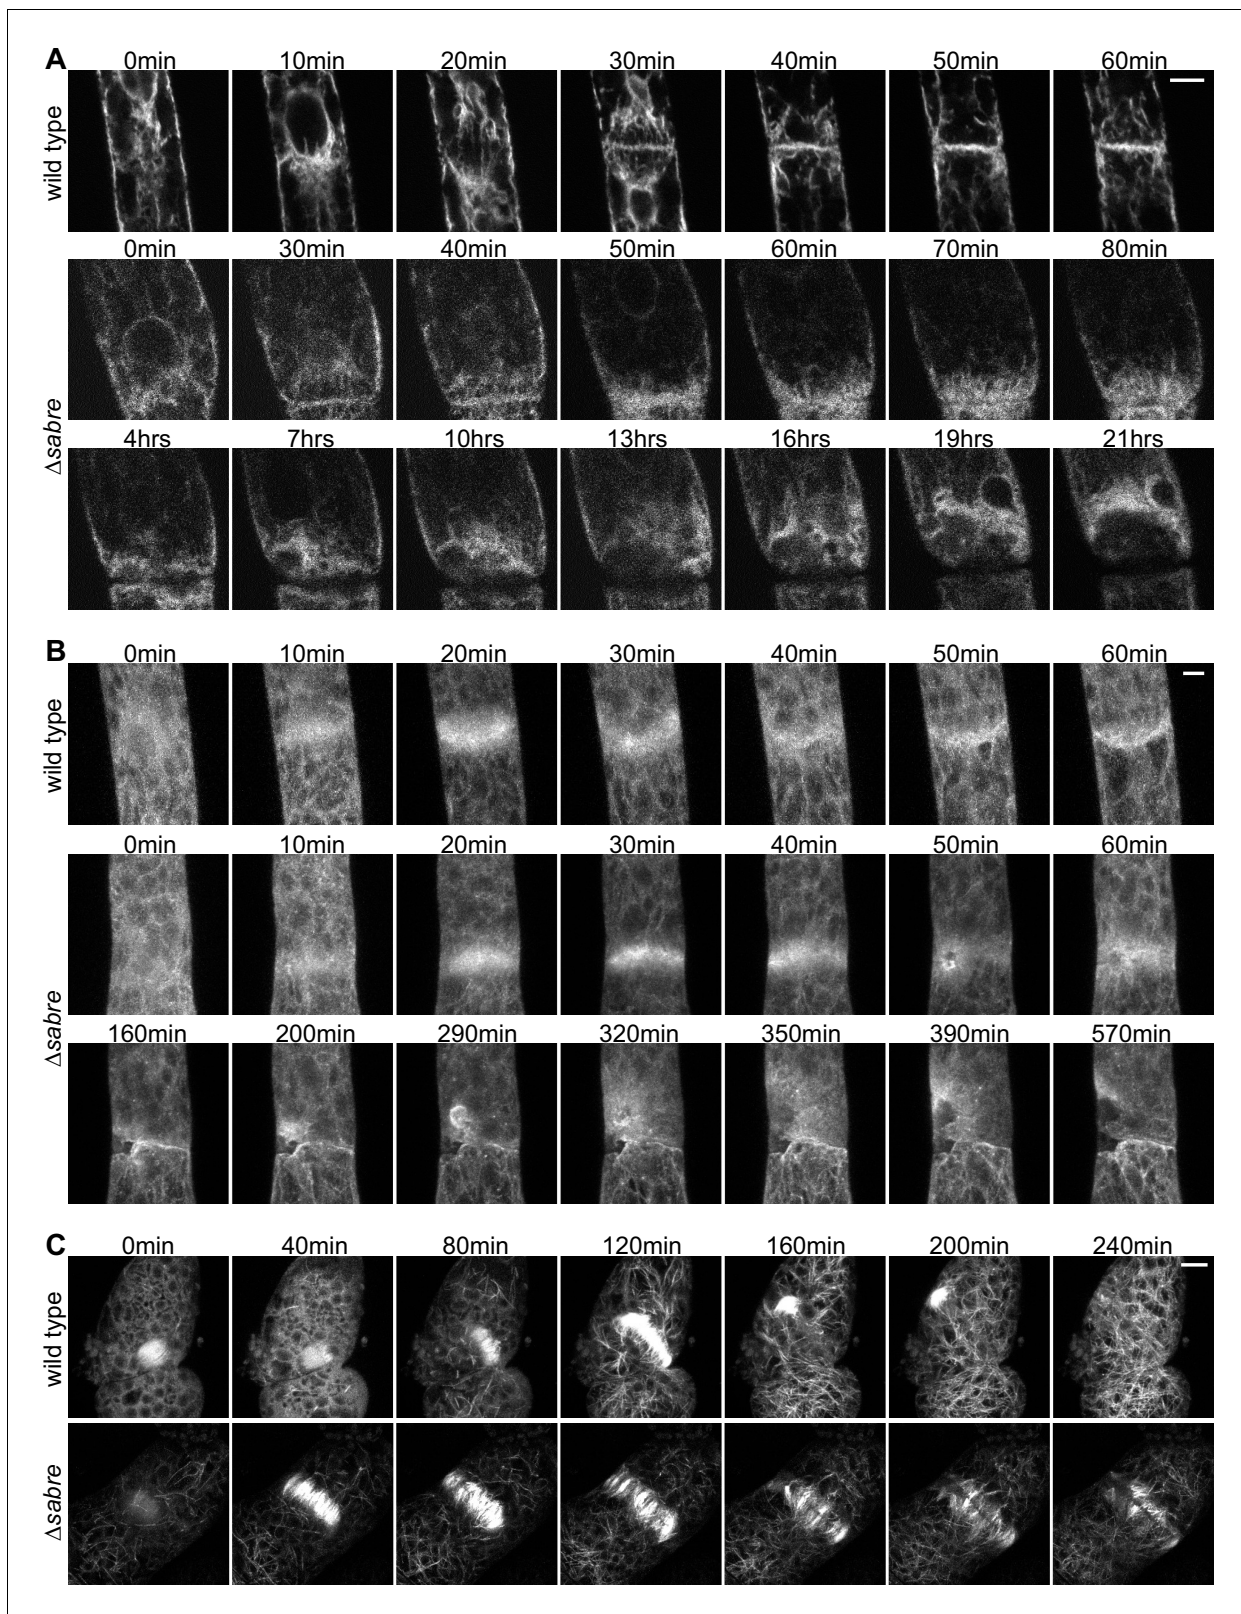 A
0min 10min 20min 30min 40min 50min 60min
wild type
0min 30min 40min 50min 60min 70min 80min
Δsabre
4hrs 7hrs 10hrs 13hrs 16hrs 19hrs 21hrs
B
0min 10min 20min 30min 40min 50min 60min
wild type
0min 10min 20min 30min 40min 50min 60min
Δsabre
160min 200min 290min 320min 350min 390min 570min
C
0min 40min 80min 120min 160min 200min 240min
wild type
Δsabre